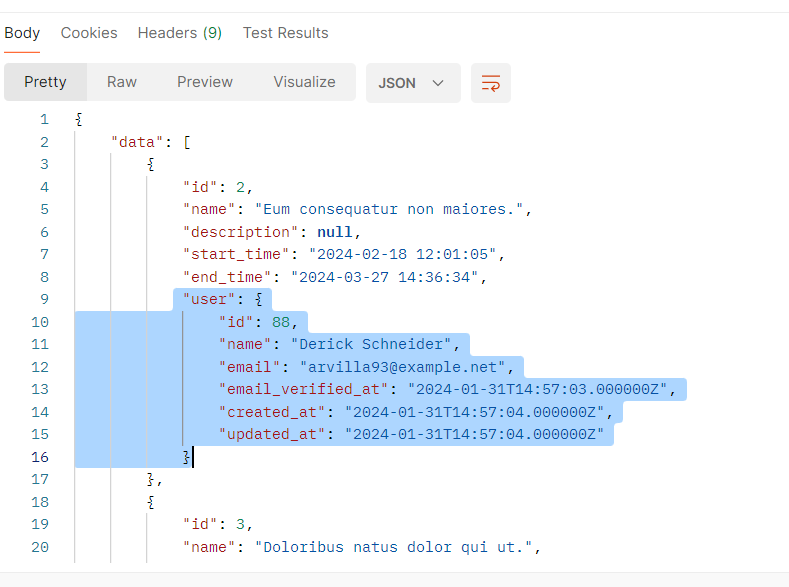 Body Cookies Headers (9) Test Results
Pretty Raw Preview Visualize JSON
1 {
2 "data": [
3 {
4 "id": 2,
5 "name": "Eum consequatur non maiores.",
6 "description": null,
7 "start_time": "2024-02-18 12:01:05",
8 "end_time": "2024-03-27 14:36:34",
9 "user": {
10 "id": 88,
11 "name": "Derick Schneider",
12 "email": "arvilla93@example.net",
13 "email_verified_at": "2024-01-31T14:57:03.000000Z",
14 "created_at": "2024-01-31T14:57:04.000000Z",
15 "updated_at": "2024-01-31T14:57:04.000000Z"
16 }
17 },
18 {
19 "id": 3,
20 "name": "Doloribus natus dolor qui ut.",